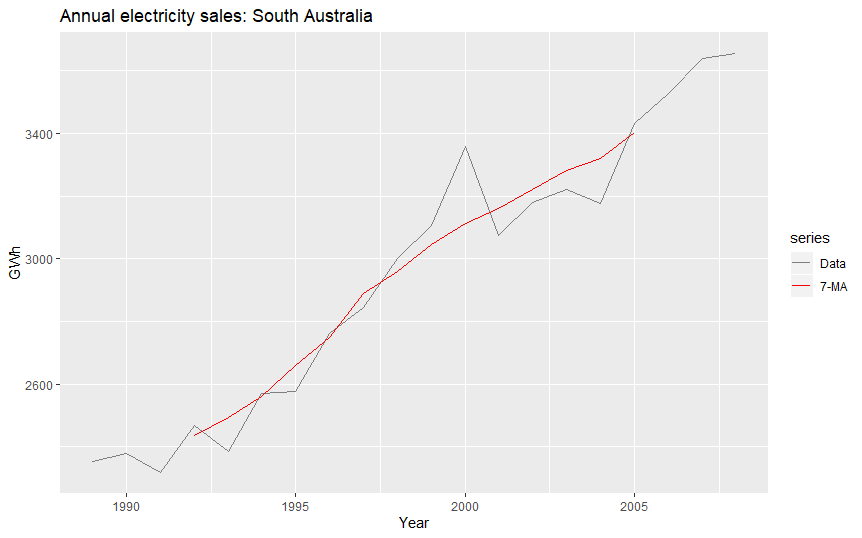 Annual electricity sales: South Australia
3400
3000
2600
GWh
1990 1995 2000 2005
Year
series
Data
7-MA